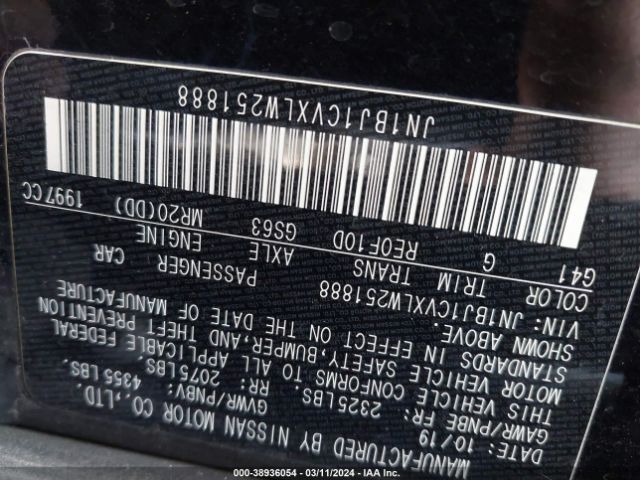 MANUFACTURED BY NISSAN MOTOR CO.,LTD.
DATE: 10/19 GVWR/PNBV: 4355 LBS.
GAWR/PNBE FR: 2325LBS. RR: 2075LBS.
THIS VEHICLE CONFORMS TO ALL APPLICABLE FEDERAL
MOTOR VEHICLE SAFETY, BUMPER, AND THEFT PREVENTION
STANDARDS IN EFFECT ON THE DATE OF MANUFACTURE
SHOWN ABOVE.
VIN: JN1BJ1CVXLW251888 PASSENGER CAR
COLOR TRIM TRANS AXLE ENGINE
G41 G RE0F10D GS63 MR20(DD) 1997CC
JN1BJ1CVXLW251888
000-38936054 - 03/11/2024 - IAA Inc.